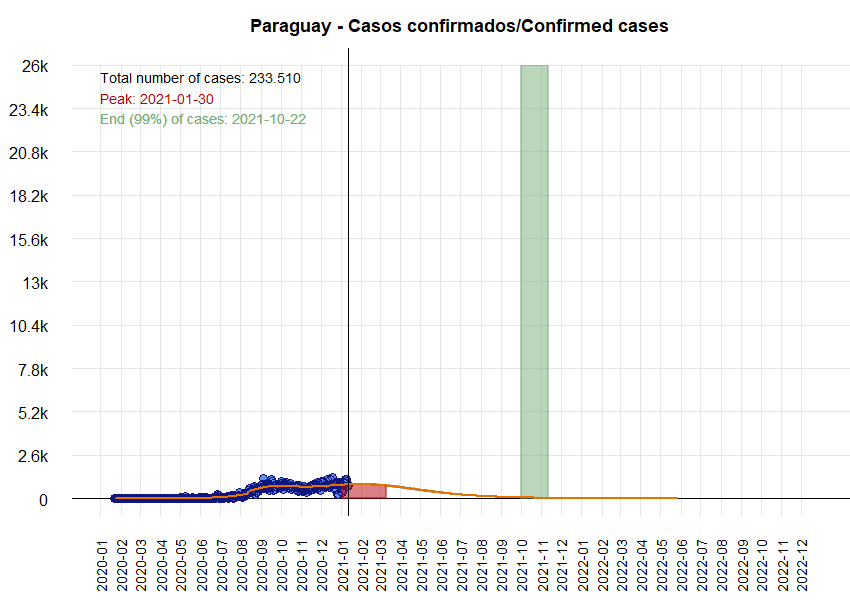 Paraguay - Casos confirmados/Confirmed cases
26k
23.4k
20.8k
18.2k
15.6k
13k
10.4k
7.8k
5.2k
2.6k
0
Total number of cases: 233.510
Peak: 2021-01-30
End (99%) of cases: 2021-10-22
2020-01
2020-02
2020-03
2020-04
2020-05
2020-06
2020-07
2020-08
2020-09
2020-10
2020-11
2020-12
2021-01
2021-02
2021-03
2021-04
2021-05
2021-06
2021-07
2021-08
2021-09
2021-10
2021-11
2021-12
2022-01
2022-02
2022-03
2022-04
2022-05
2022-06
2022-07
2022-08
2022-09
2022-10
2022-11
2022-12